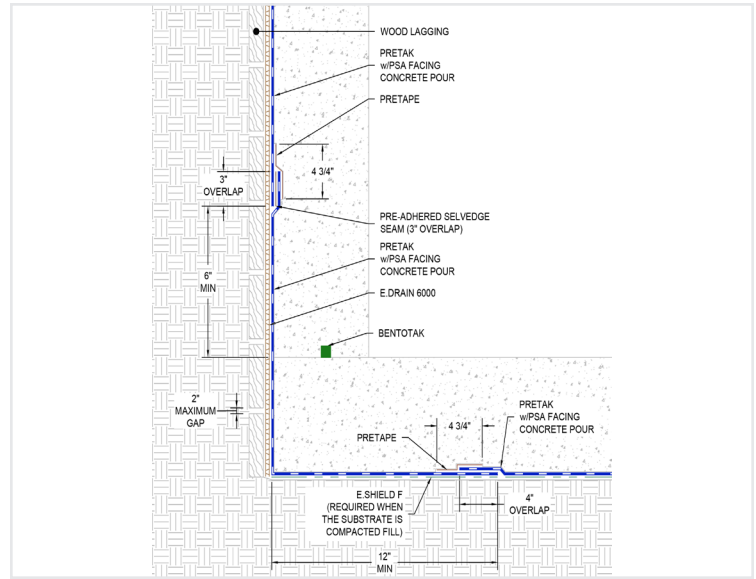 WOOD LAGGING
PRETAK
w/PSA FACING
CONCRETE POUR
PRETAPE
4 3/4"
3"
OVERLAP
PRE-ADHERED SELVEDGE
SEAM (3" OVERLAP)
PRETAK
w/PSA FACING
CONCRETE POUR
6"
MIN
E.DRAIN 6000
BENTOTAK
2"
MAXIMUM
GAP
PRETAK
w/PSA FACING
CONCRETE POUR
4 3/4"
PRETAPE
E.SHIELD F
(REQUIRED WHEN
THE SUBSTRATE IS
COMPACTED FILL)
4"
OVERLAP
12"
MIN